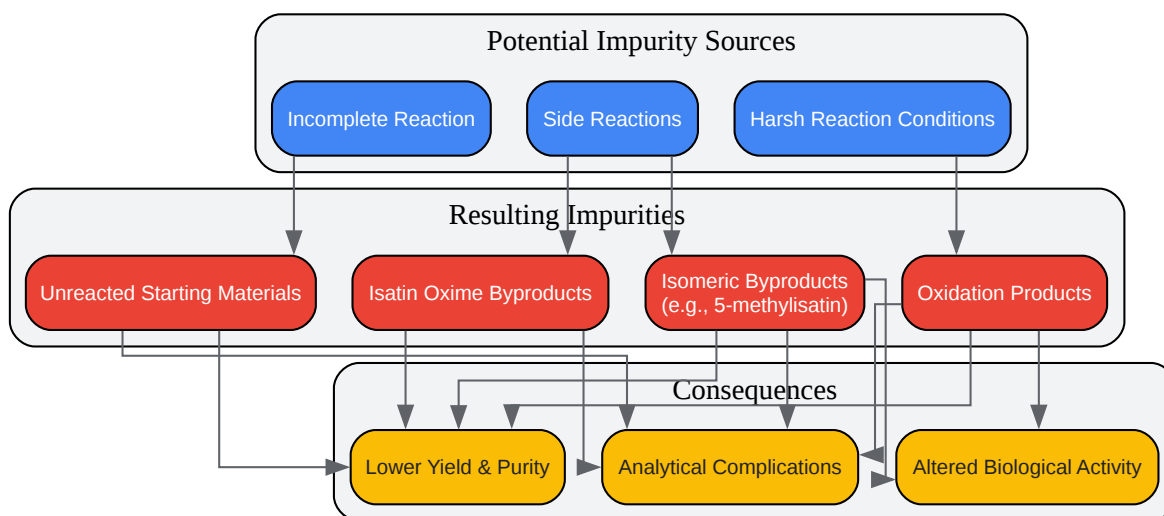 Potential Impurity Sources
Incomplete Reaction
Side Reactions
Harsh Reaction Conditions
Resulting Impurities
Unreacted Starting Materials
Isatin Oxime Byproducts
Isomeric Byproducts
(e.g., 5-methylisatin)
Oxidation Products
Consequences
Lower Yield & Purity
Analytical Complications
Altered Biological Activity